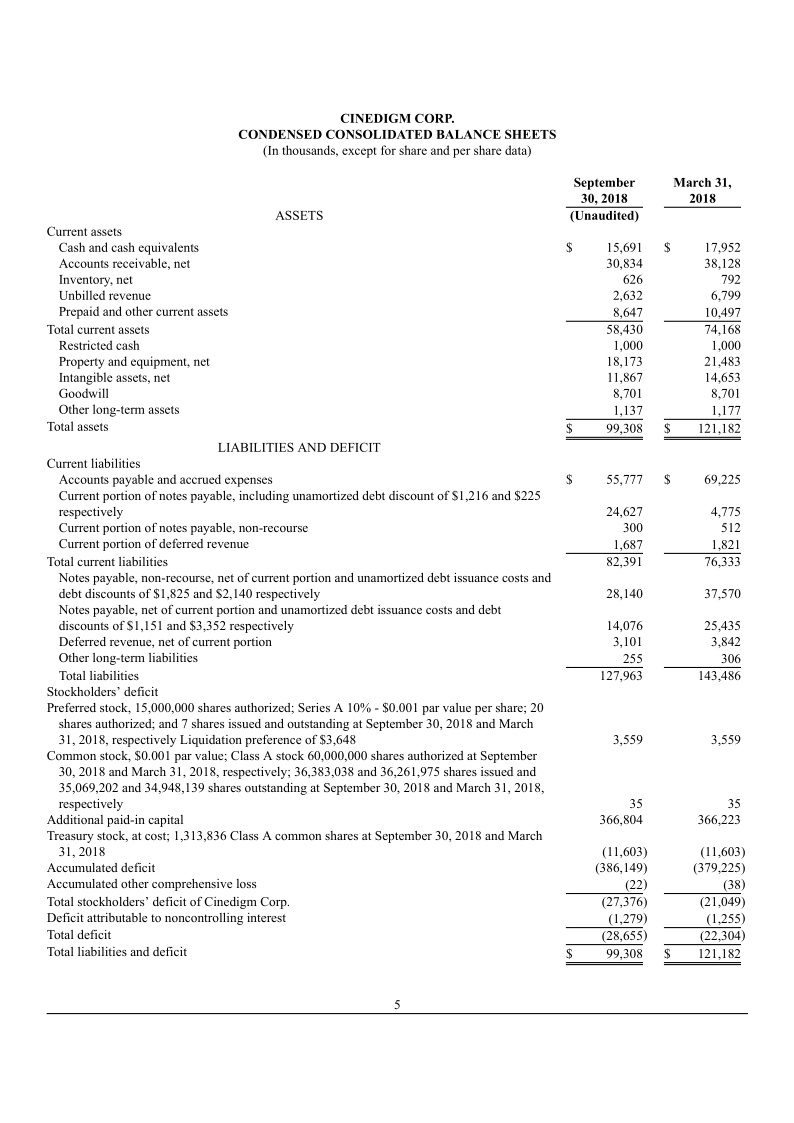 CINEDIGM CORP.
CONDENSED CONSOLIDATED BALANCE SHEETS
(In thousands, except for share and per share data)
September 30, 2018 March 31, 2018
ASSETS (Unaudited)
Current assets
Cash and cash equivalents $ 15,691 $ 17,952
Accounts receivable, net 30,834 38,128
Inventory, net 626 792
Unbilled revenue 2,632 6,799
Prepaid and other current assets 8,647 10,497
Total current assets 58,430 74,168
Restricted cash 1,000 1,000
Property and equipment, net 18,173 21,483
Intangible assets, net 11,867 14,653
Goodwill 8,701 8,701
Other long-term assets 1,137 1,177
Total assets $ 99,308 $ 121,182
LIABILITIES AND DEFICIT
Current liabilities
Accounts payable and accrued expenses $ 55,777 $ 69,225
Current portion of notes payable, including unamortized debt discount of $1,216 and $225
respectively 24,627 4,775
Current portion of notes payable, non-recourse 300 512
Current portion of deferred revenue 1,687 1,821
Total current liabilities 82,391 76,333
Notes payable, non-recourse, net of current portion and unamortized debt issuance costs and
debt discounts of $1,825 and $2,140 respectively 28,140 37,570
Notes payable, net of current portion and unamortized debt issuance costs and debt
discounts of $1,151 and $3,352 respectively 14,076 25,435
Deferred revenue, net of current portion 3,101 3,842
Other long-term liabilities 255 306
Total liabilities 127,963 143,486
Stockholders’ deficit
Preferred stock, 15,000,000 shares authorized; Series A 10% - $0.001 par value per share; 20
shares authorized; and 7 shares issued and outstanding at September 30, 2018 and March
31, 2018, respectively Liquidation preference of $3,648 3,559 3,559
Common stock, $0.001 par value; Class A stock 60,000,000 shares authorized at September
30, 2018 and March 31, 2018, respectively; 36,383,038 and 36,261,975 shares issued and
35,069,202 and 34,948,139 shares outstanding at September 30, 2018 and March 31, 2018,
respectively 35 35
Additional paid-in capital 366,804 366,223
Treasury stock, at cost; 1,313,836 Class A common shares at September 30, 2018 and March
31, 2018 (11,603) (11,603)
Accumulated deficit (386,149) (379,225)
Accumulated other comprehensive loss (22) (38)
Total stockholders’ deficit of Cinedigm Corp. (27,376) (21,049)
Deficit attributable to noncontrolling interest (1,279) (1,255)
Total deficit (28,655) (22,304)
Total liabilities and deficit $ 99,308 $ 121,182
5